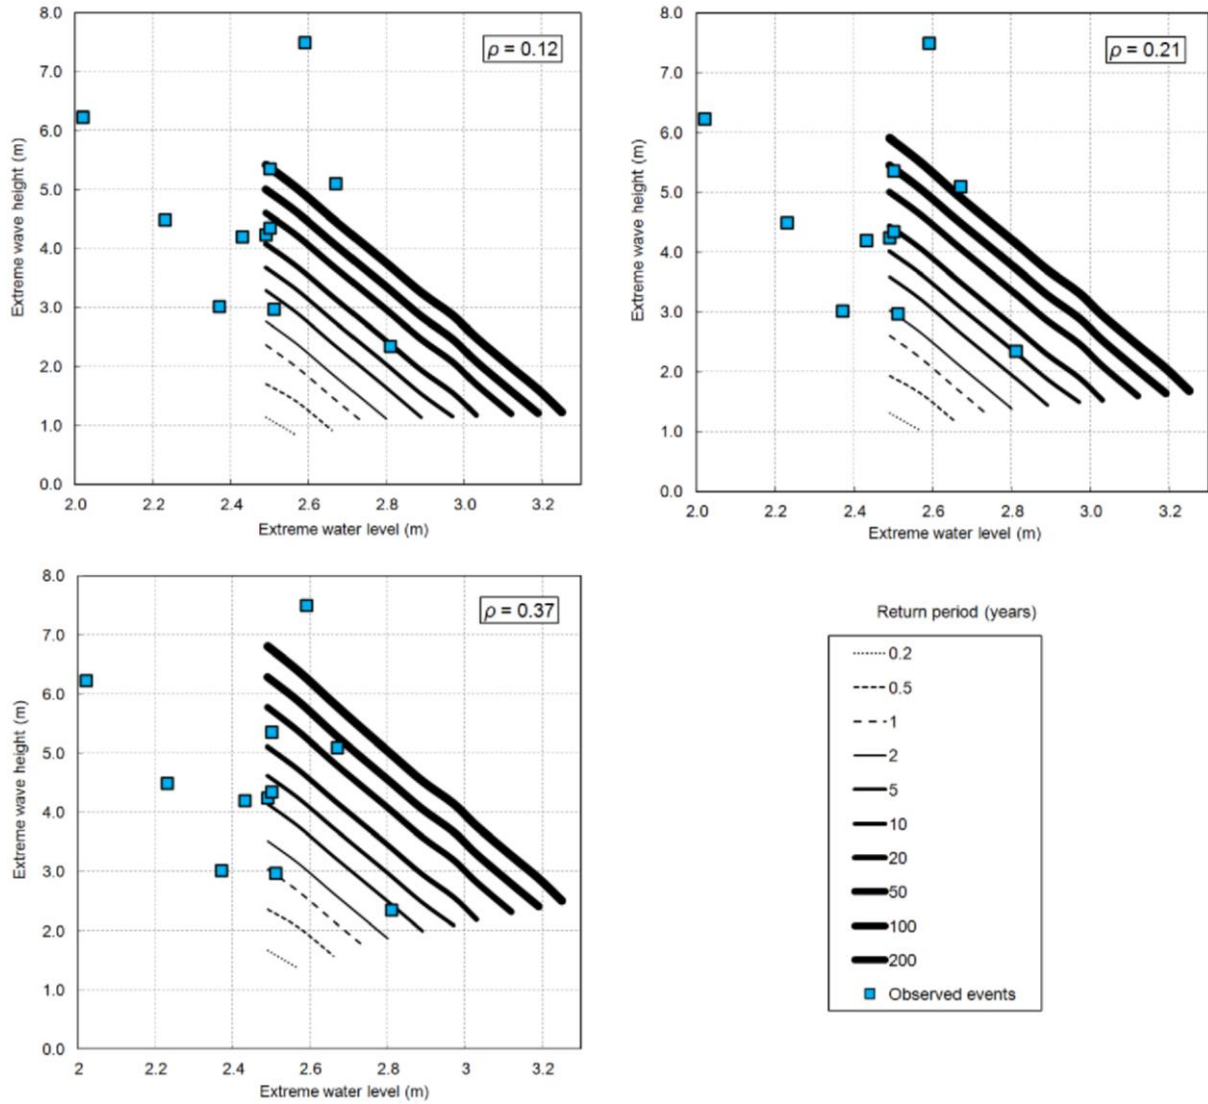 8.0
7.0
6.0
5.0
4.0
3.0
2.0
1.0
0.0
Extreme wave height (m)
ρ = 0.12
2.0 2.2 2.4 2.6 2.8 3.0 3.2
Extreme water level (m)
8.0
7.0
6.0
5.0
4.0
3.0
2.0
1.0
0.0
Extreme wave height (m)
ρ = 0.21
2.0 2.2 2.4 2.6 2.8 3.0 3.2
Extreme water level (m)
8.0
7.0
6.0
5.0
4.0
3.0
2.0
1.0
0.0
Extreme wave height (m)
ρ = 0.37
2 2.2 2.4 2.6 2.8 3 3.2
Extreme water level (m)
Return period (years)
0.2
0.5
1
2
5
10
20
50
100
200
Observed events